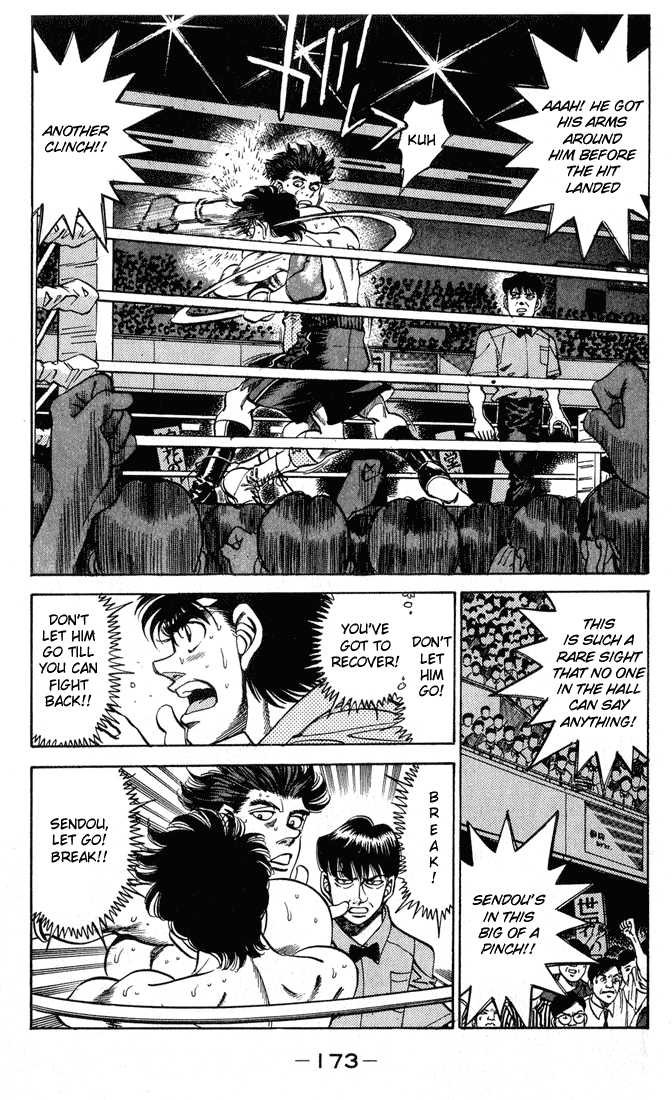 AAAH! HE GOT
HIS ARMS
AROUND
HIM BEFORE
THE HIT
LANDED
KUH
ANOTHER
CLINCH!!
THIS
IS SUCH A
RARE SIGHT
THAT NO ONE
IN THE HALL
CAN SAY
ANYTHING!
SENDOU'S
IN THIS
BIG OF A
PINCH!!
DON'T
LET
HIM
GO!
YOU'VE
GOT TO
RECOVER!
DON'T
LET HIM
GO TILL
YOU CAN
FIGHT
BACK!!
BREAK!
SENDOU,
LET GO!
BREAK!!
-173-